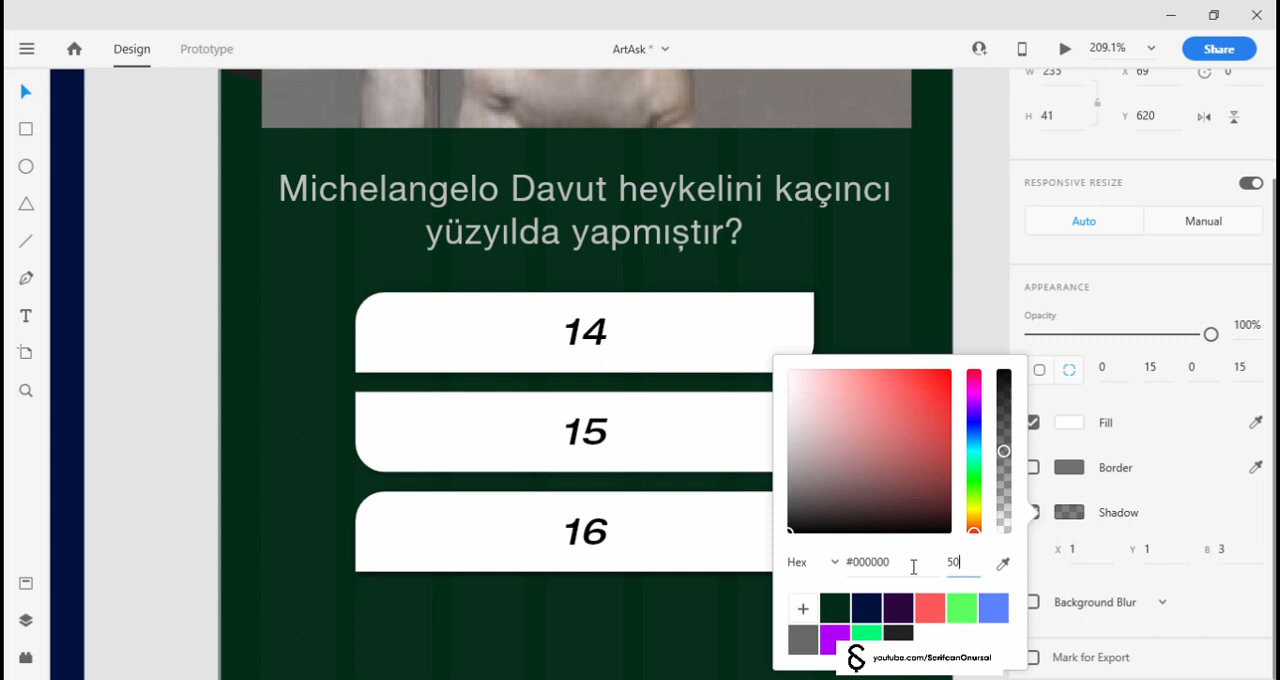 Design
Prototype
ArtAsk *
209.1%
Share
W 235
X 69
0
H 41
Y 620
RESPONSIVE RESIZE
Auto
Manual
APPEARANCE
Opacity
100%
0
15
0
15
Fill
Border
Shadow
X 1
Y 1
B 3
Background Blur
Mark for Export
Michelangelo Davut heykelini kaçıncı
yüzyılda yapmıştır?
14
15
16
Hex
#000000
50
youtube.com/SerifcanOnursal